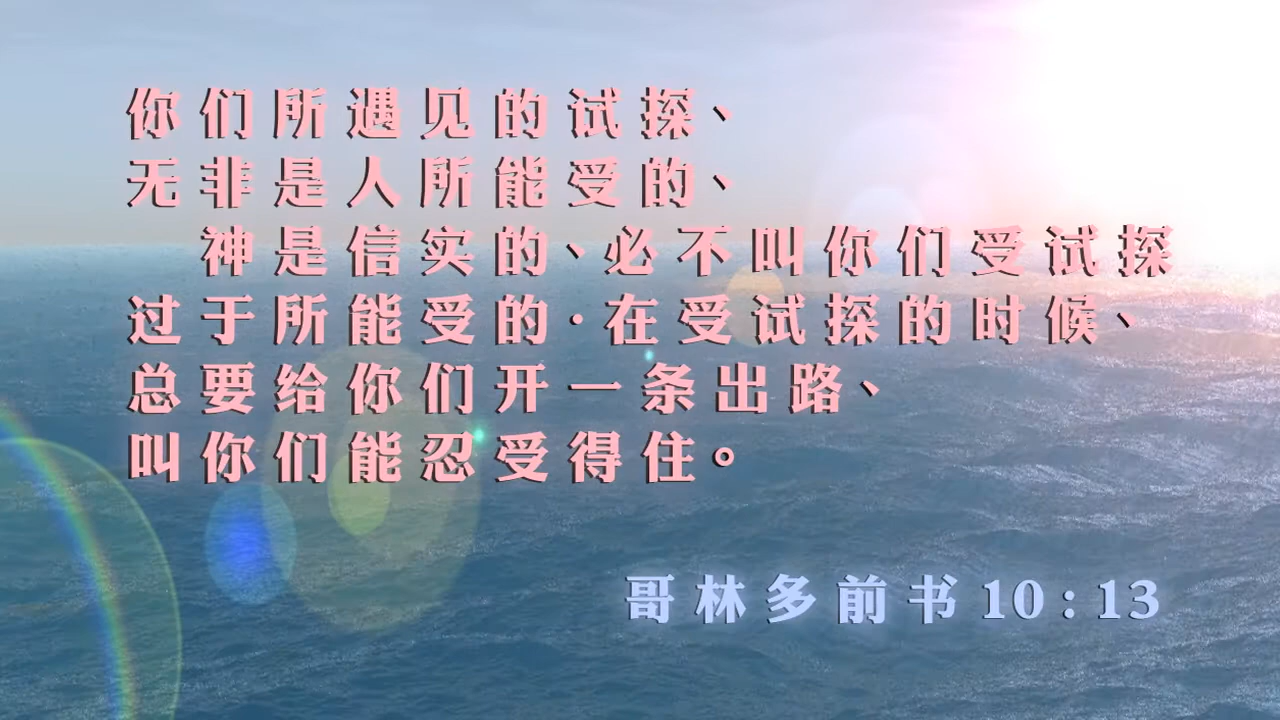 你们所遇见的试探、
无非是人所能受的、
　神是信实的、必不叫你们受试探
过于所能受的·在受试探的时候、
总要给你们开一条出路、
叫你们能忍受得住。
哥林多前书10:13